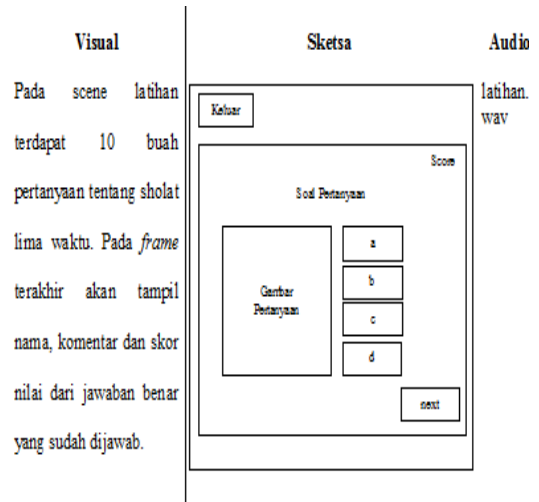 Visual
Sketsa
Audio
Pada scene latihan
terdapat 10 buah
pertanyaan tentang sholat
lima waktu. Pada frame
terakhir akan tampil
nama, komentar dan skor
nilai dari jawaban benar
yang sudah dijawab.
Keluar
Score
Soal Pertanyaan
Gambar
Pertanyaan
a
b
c
d
next
latihan.
wav